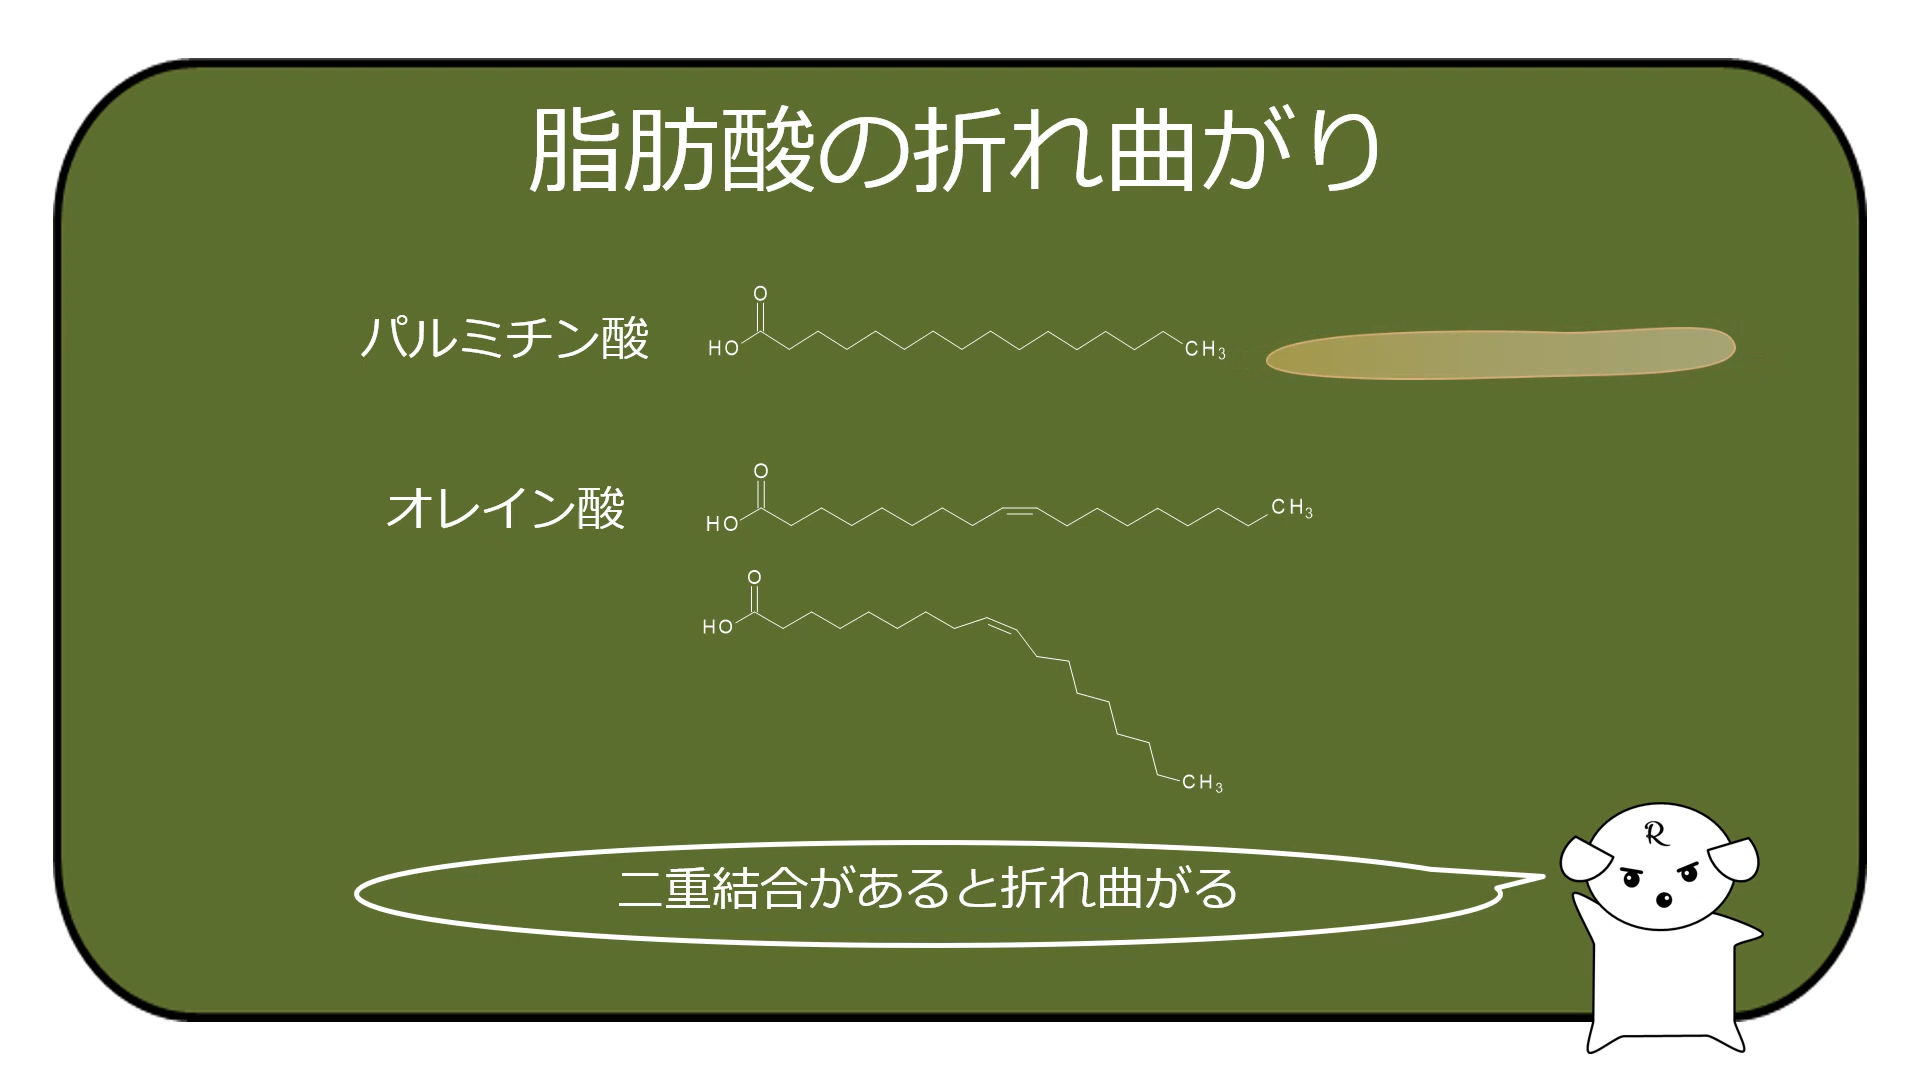 脂肪酸の折れ曲がり
パルミチン酸
O
HO
CH3
オレイン酸
O
HO
CH3
O
HO
CH3
二重結合があると折れ曲がる
R